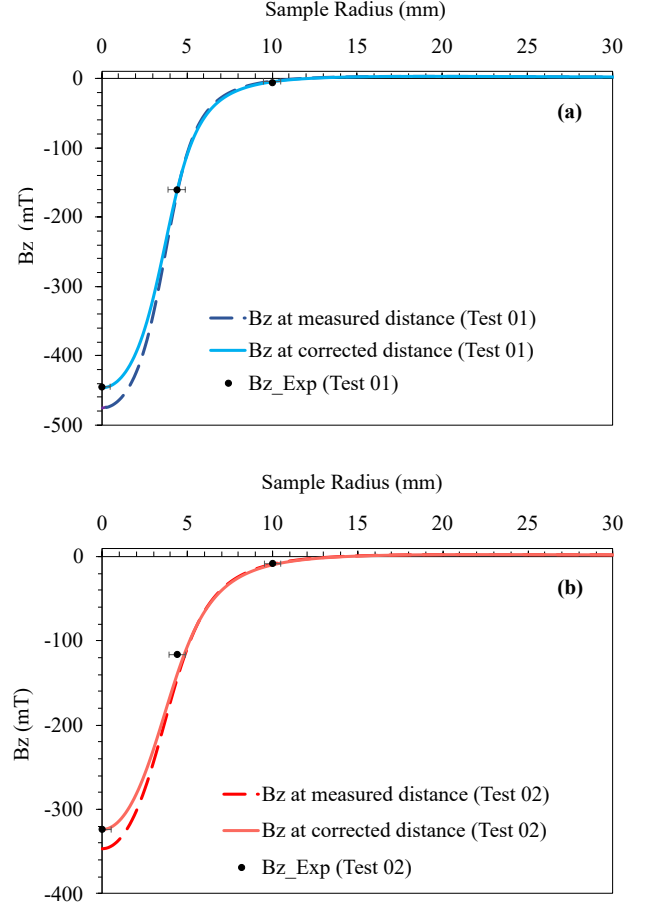 Sample Radius (mm)
0 5 10 15 20 25 30
0
-100
-200
-300
-400
-500
Bz (mT)
(a)
Bz at measured distance (Test 01)
Bz at corrected distance (Test 01)
Bz_Exp (Test 01)
Sample Radius (mm)
0 5 10 15 20 25 30
0
-100
-200
-300
-400
Bz (mT)
(b)
Bz at measured distance (Test 02)
Bz at corrected distance (Test 02)
Bz_Exp (Test 02)